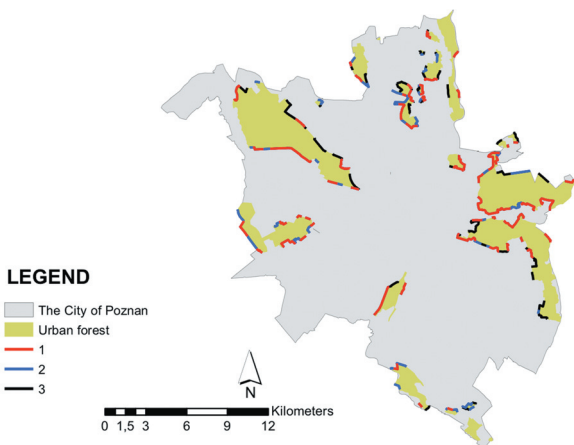 LEGEND
The City of Poznan
Urban forest
1
2
3
N
Kilometers
0 1,5 3 6 9 12